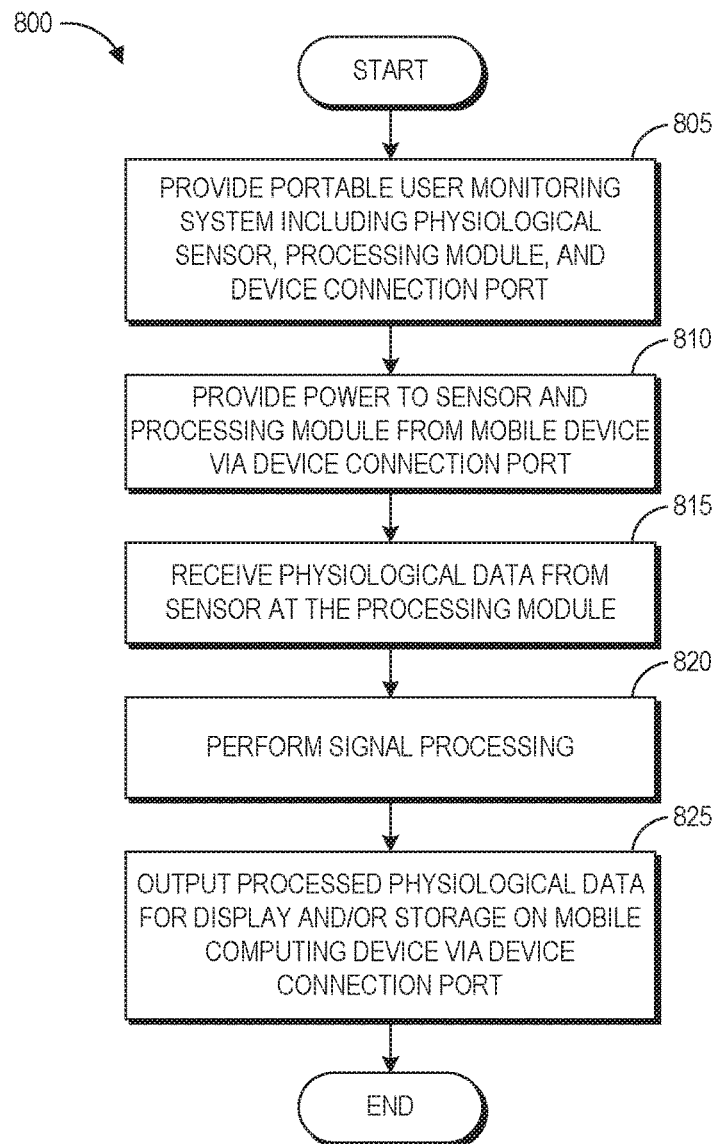 800
START
805
PROVIDE PORTABLE USER MONITORING
SYSTEM INCLUDING PHYSIOLOGICAL
SENSOR, PROCESSING MODULE, AND
DEVICE CONNECTION PORT
810
PROVIDE POWER TO SENSOR AND
PROCESSING MODULE FROM MOBILE DEVICE
VIA DEVICE CONNECTION PORT
815
RECEIVE PHYSIOLOGICAL DATA FROM
SENSOR AT THE PROCESSING MODULE
820
PERFORM SIGNAL PROCESSING
825
OUTPUT PROCESSED PHYSIOLOGICAL DATA
FOR DISPLAY AND/OR STORAGE ON MOBILE
COMPUTING DEVICE VIA DEVICE
CONNECTION PORT
END